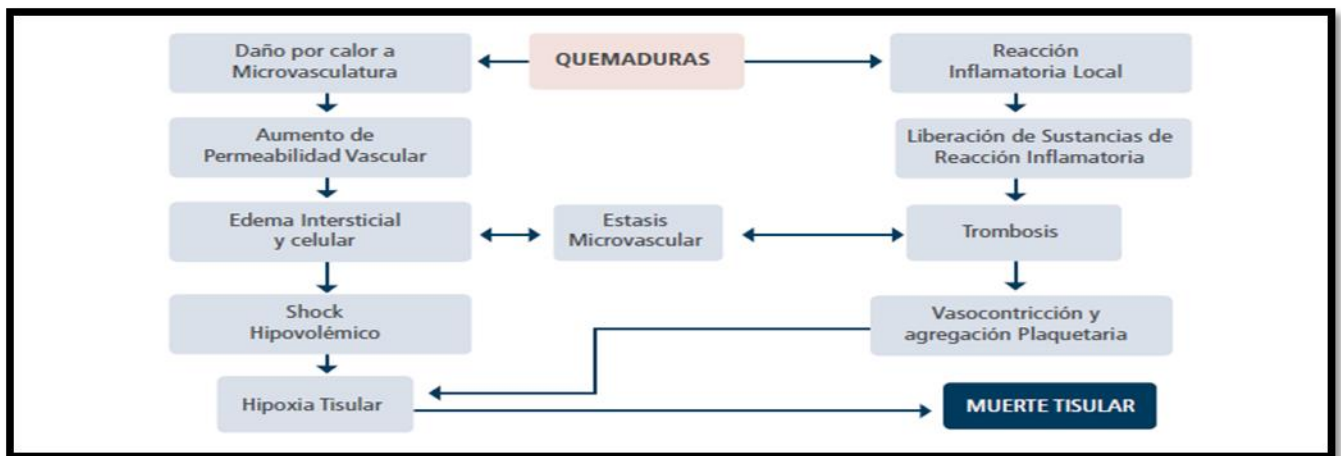 Daño por calor a
Microvasculatura
QUEMADURAS
Reacción
Inflamatoria Local
Aumento de
Permeabilidad Vascular
Liberación de Sustancias de
Reacción Inflamatoria
Edema Intersticial
y celular
Estasis
Microvascular
Trombosis
Shock
Hipovolémico
Vasocontricción y
agregación Plaquetaria
Hipoxia Tisular
MUERTE TISULAR